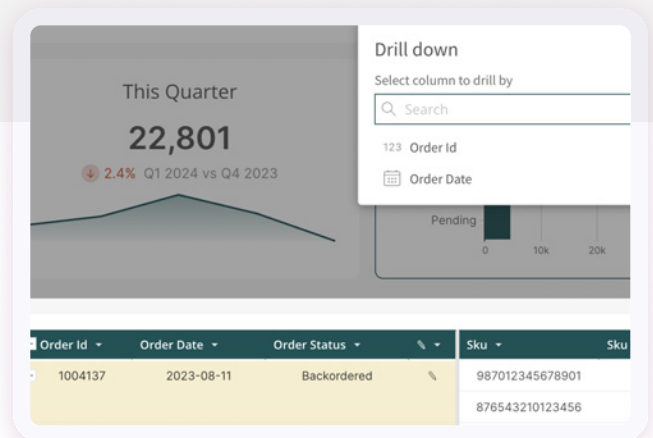 Drill down
Select column to drill by
Search
123 Order Id
Order Date
This Quarter
22,801
2.4% Q1 2024 vs Q4 2023
Pending
0 10k 20k
Order Id Order Date Order Status Sku Sku
1004137 2023-08-11 Backordered 987012345678901
876543210123456